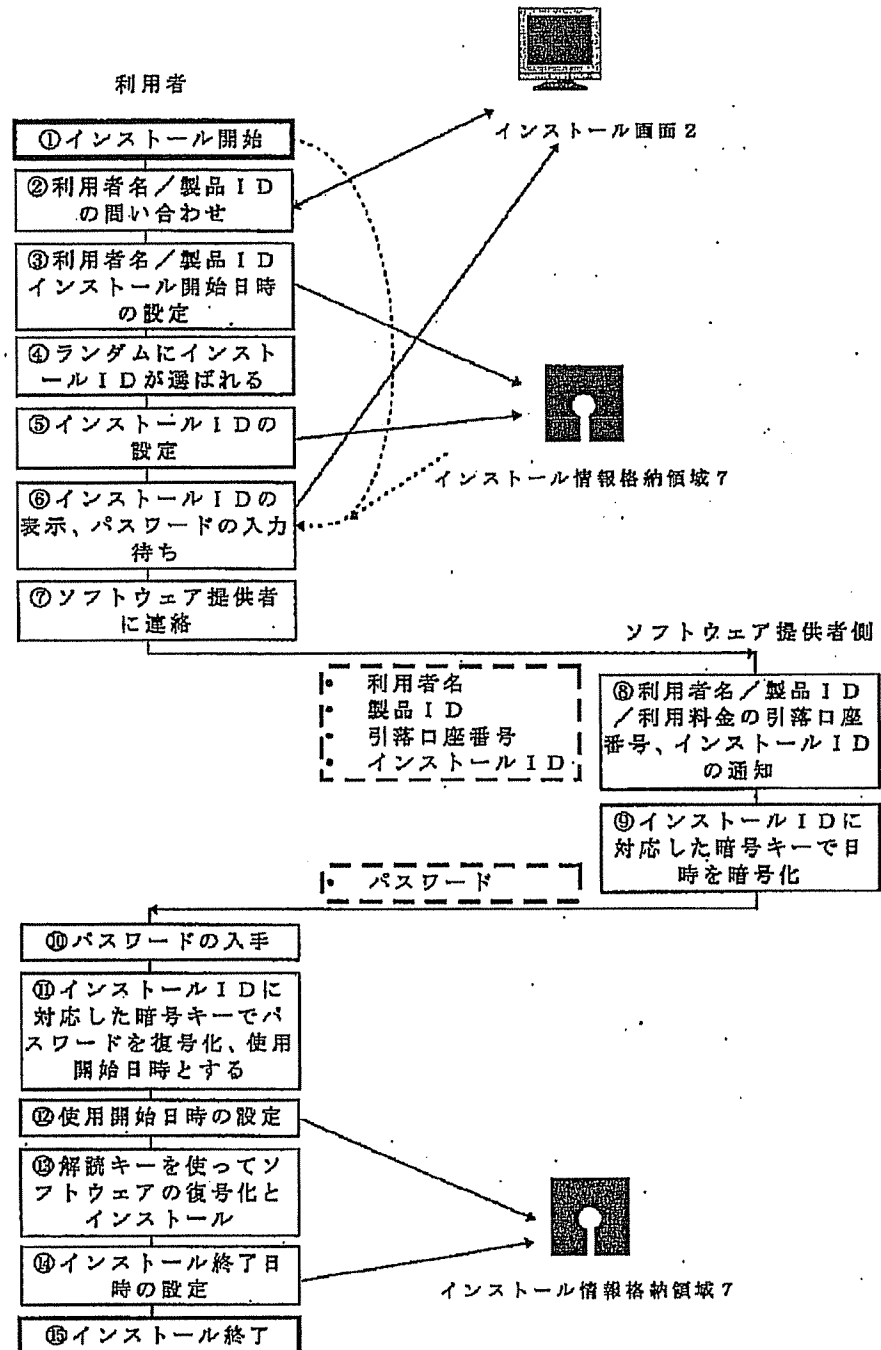 利用者
インストール画面2
①インストール開始
②利用者名/製品ID
の問い合わせ
③利用者名/製品ID
インストール開始日時
の設定
④ランダムにインスト
ールIDが選ばれる
⑤インストールIDの
設定
インストール情報格納領域7
⑥インストールIDの
表示、パスワードの入力
待ち
⑦ソフトウェア提供者
に連絡
ソフトウェア提供者側
• 利用者名
• 製品ID
• 引落口座番号
• インストールID
⑧利用者名/製品ID
/利用料金の引落口座
番号、インストールID
の通知
⑨インストールIDに
対応した暗号キーで日
時を暗号化
• パスワード
⑩パスワードの入手
⑪インストールIDに
対応した暗号キーでパ
スワードを復号化、使用
開始日時とする
⑫使用開始日時の設定
⑬解読キーを使ってソ
フトウェアの復号化と
インストール
⑭インストール終了日
時の設定
インストール情報格納領域7
⑮インストール終了